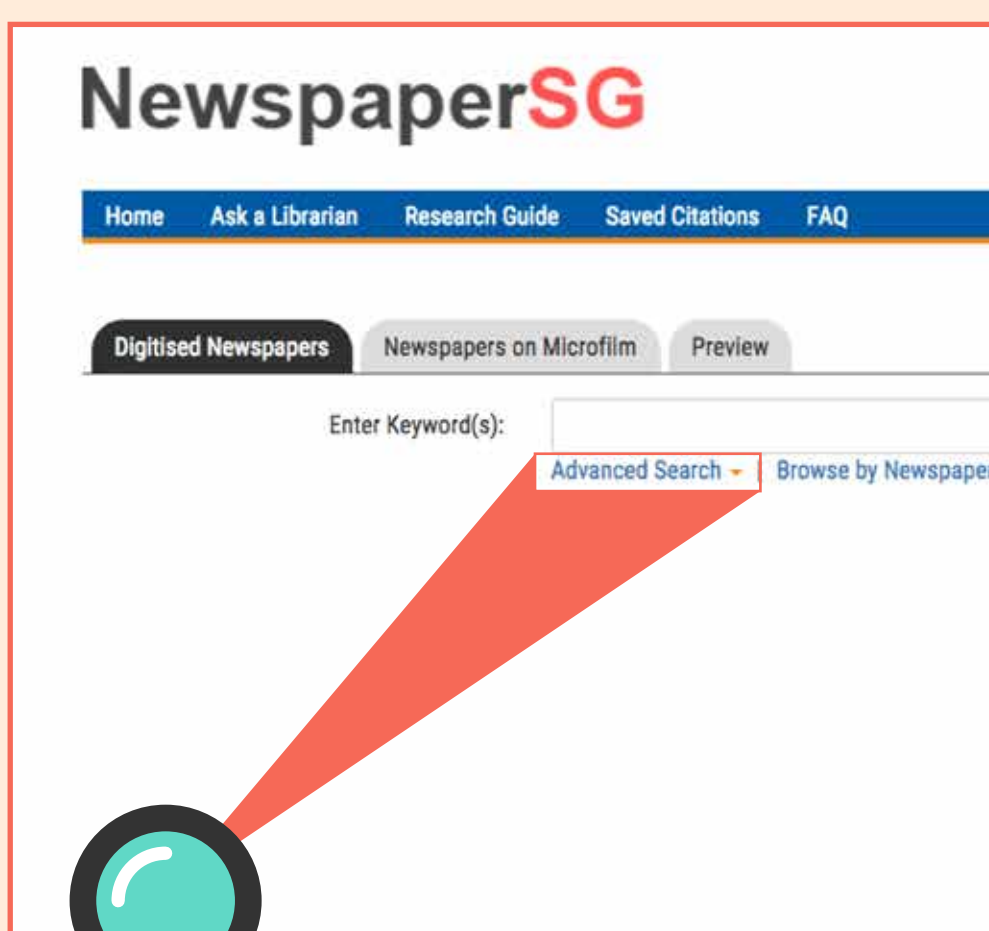 NewspaperSG
Home Ask a Librarian Research Guide Saved Citations FAQ
Digitised Newspapers Newspapers on Microfilm Preview
Enter Keyword(s):
Advanced Search | Browse by Newspaper